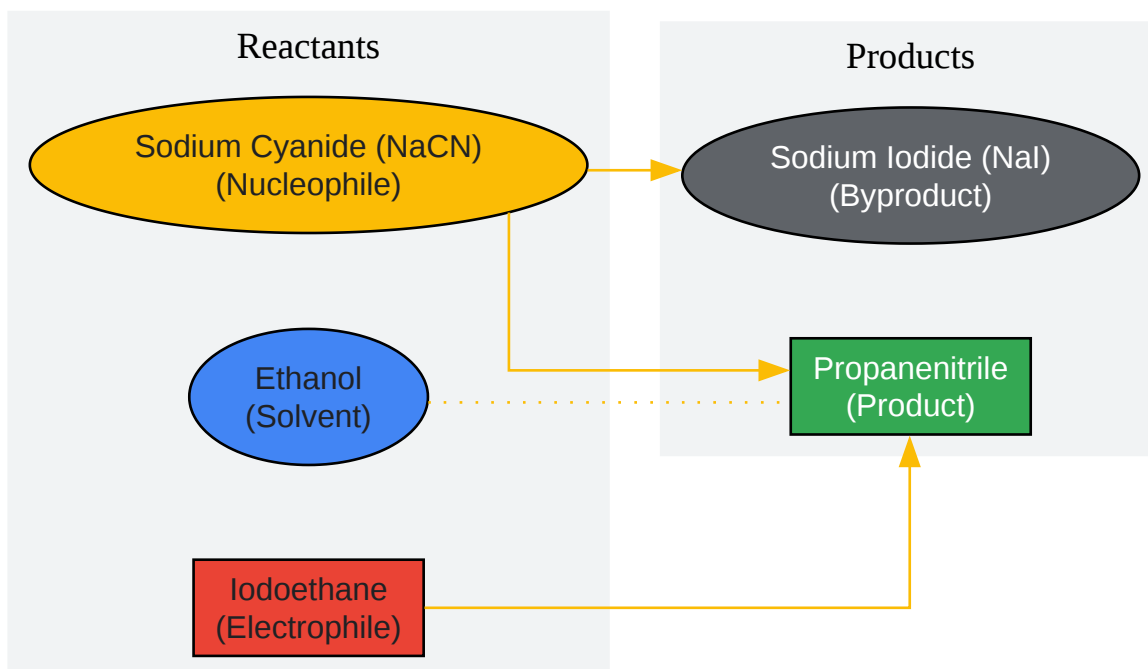 Reactants
Products
Sodium Cyanide (NaCN)
(Nucleophile)
Sodium Iodide (NaI)
(Byproduct)
Ethanol
(Solvent)
Propanenitrile
(Product)
Iodoethane
(Electrophile)